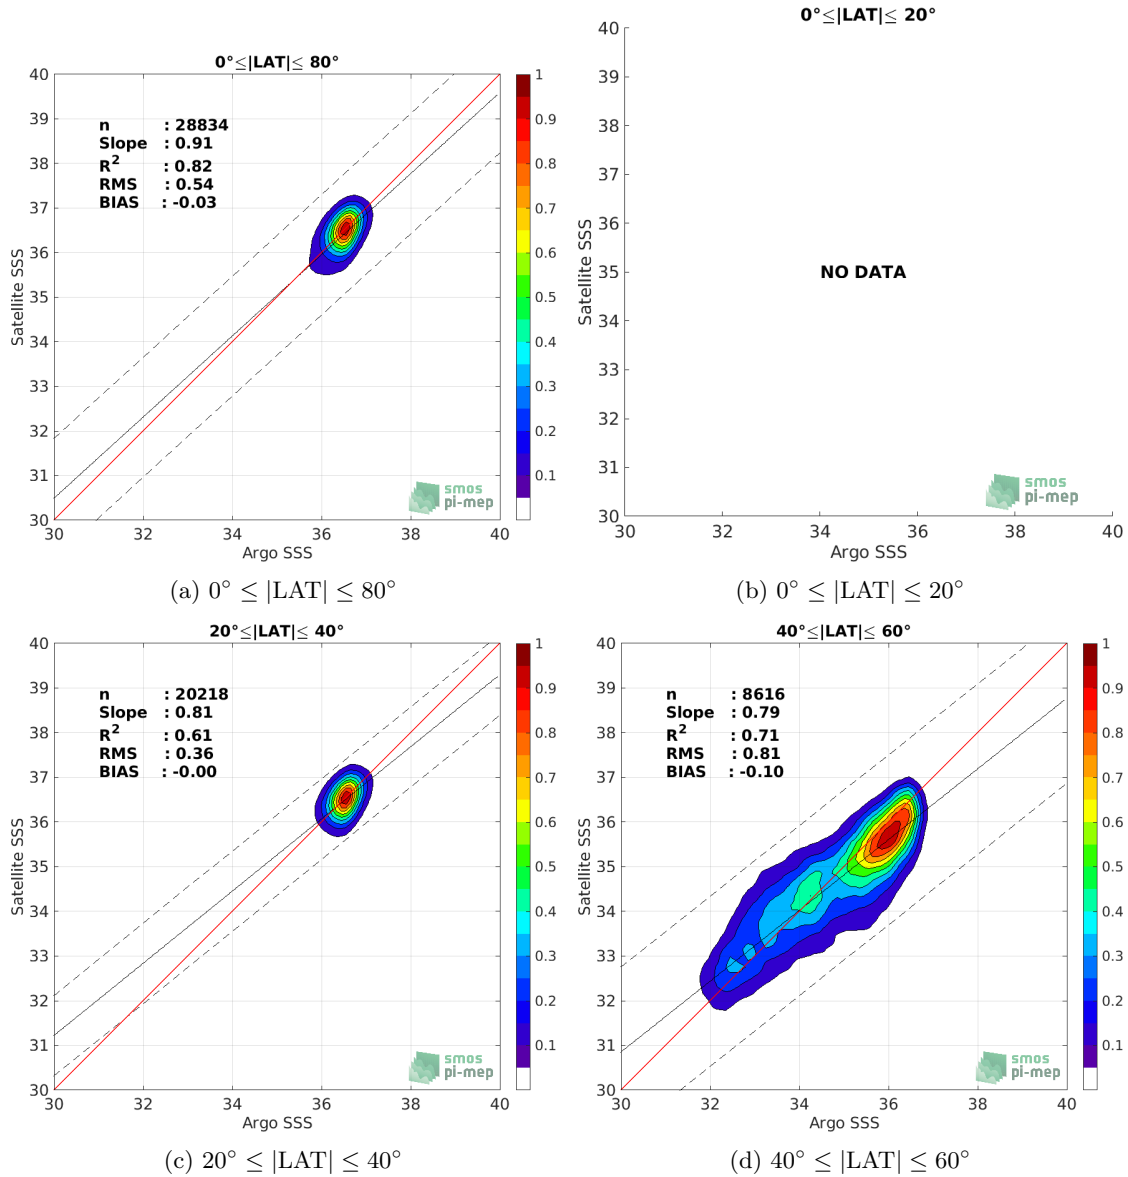 0°≤|LAT|≤ 80°
40
39
38
37
36
35
34
33
32
31
30
n : 28834
Slope : 0.91
R2 : 0.82
RMS : 0.54
BIAS : -0.03
30
32
34
36
38
40
Argo SSS
Satellite SSS
1
0.9
0.8
0.7
0.6
0.5
0.4
0.3
0.2
0.1
smos
pi-mep
(a) 0° ≤ |LAT| ≤ 80°
0°≤|LAT|≤ 20°
40
39
38
37
36
35
34
33
32
31
30
NO DATA
30
32
34
36
38
40
Argo SSS
Satellite SSS
smos
pi-mep
(b) 0° ≤ |LAT| ≤ 20°
20°≤|LAT|≤ 40°
40
39
38
37
36
35
34
33
32
31
30
n : 20218
Slope : 0.81
R2 : 0.61
RMS : 0.36
BIAS : -0.00
30
32
34
36
38
40
Argo SSS
Satellite SSS
1
0.9
0.8
0.7
0.6
0.5
0.4
0.3
0.2
0.1
smos
pi-mep
(c) 20° ≤ |LAT| ≤ 40°
40°≤|LAT|≤ 60°
40
39
38
37
36
35
34
33
32
31
30
n : 8616
Slope : 0.79
R2 : 0.71
RMS : 0.81
BIAS : -0.10
30
32
34
36
38
40
Argo SSS
Satellite SSS
1
0.9
0.8
0.7
0.6
0.5
0.4
0.3
0.2
0.1
smos
pi-mep
(d) 40° ≤ |LAT| ≤ 60°